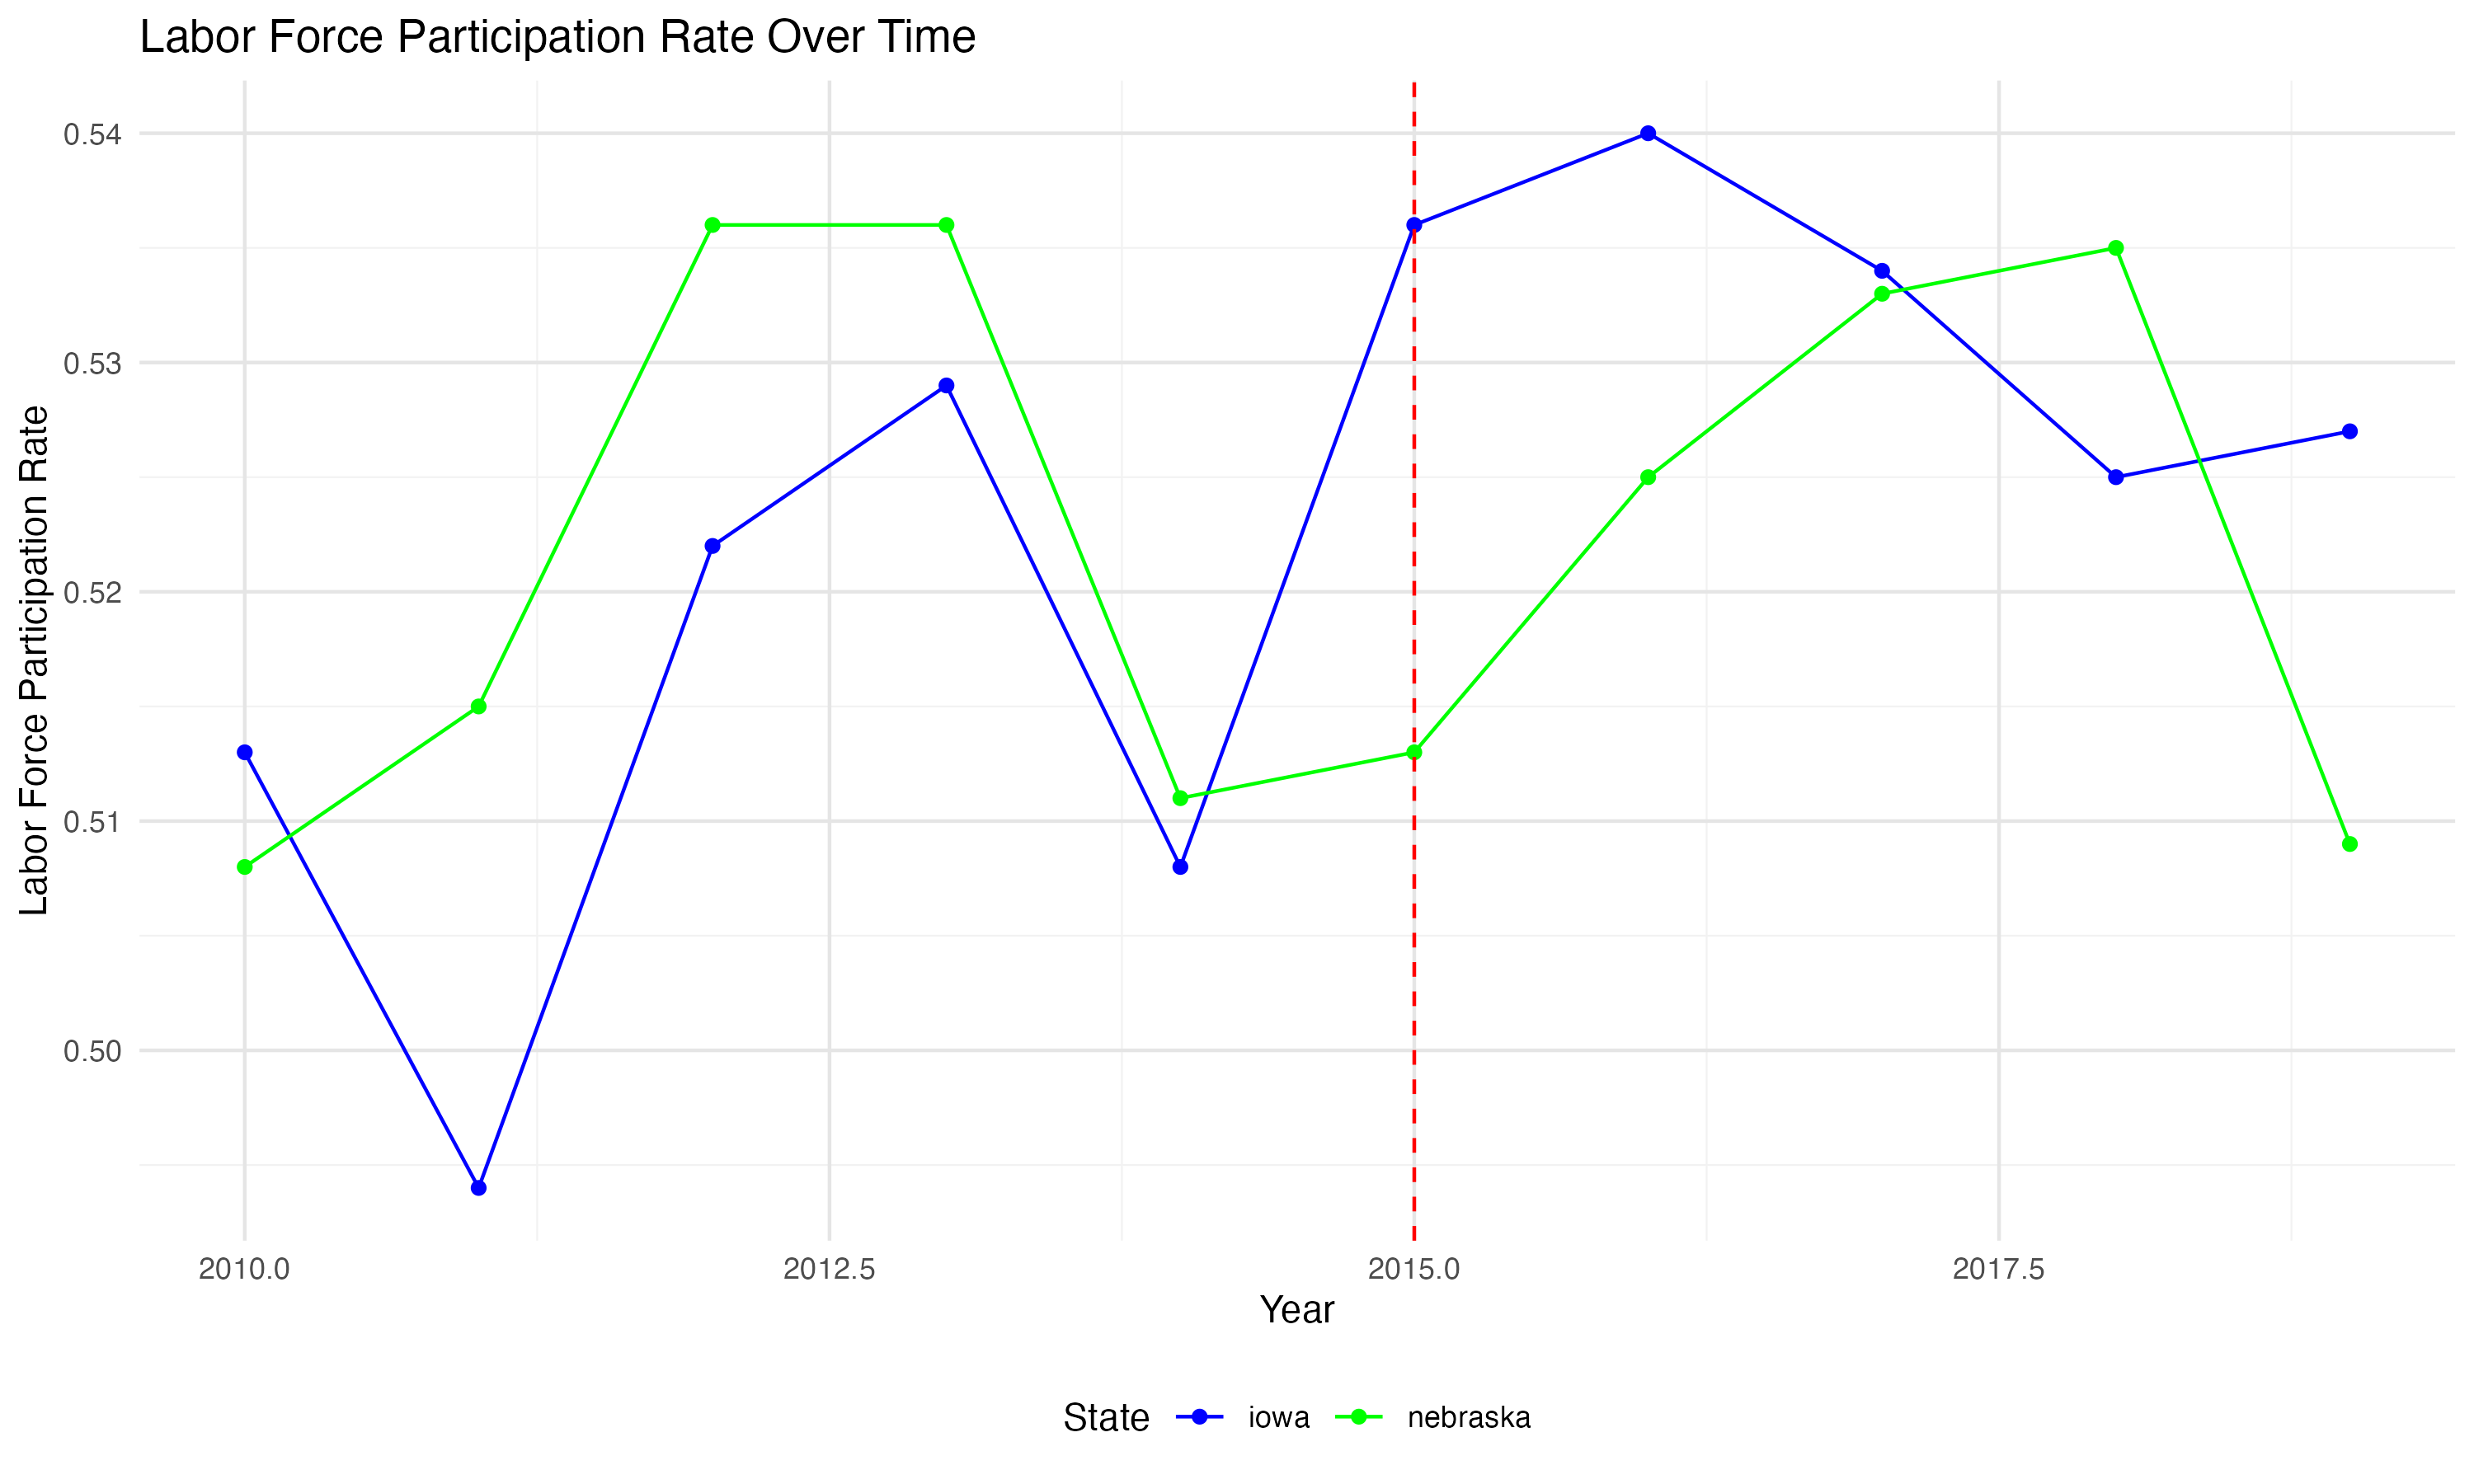 Labor Force Participation Rate Over Time
Labor Force Participation Rate
0.54
0.53
0.52
0.51
0.50
2010.0 2012.5 2015.0 2017.5
Year
State iowa nebraska